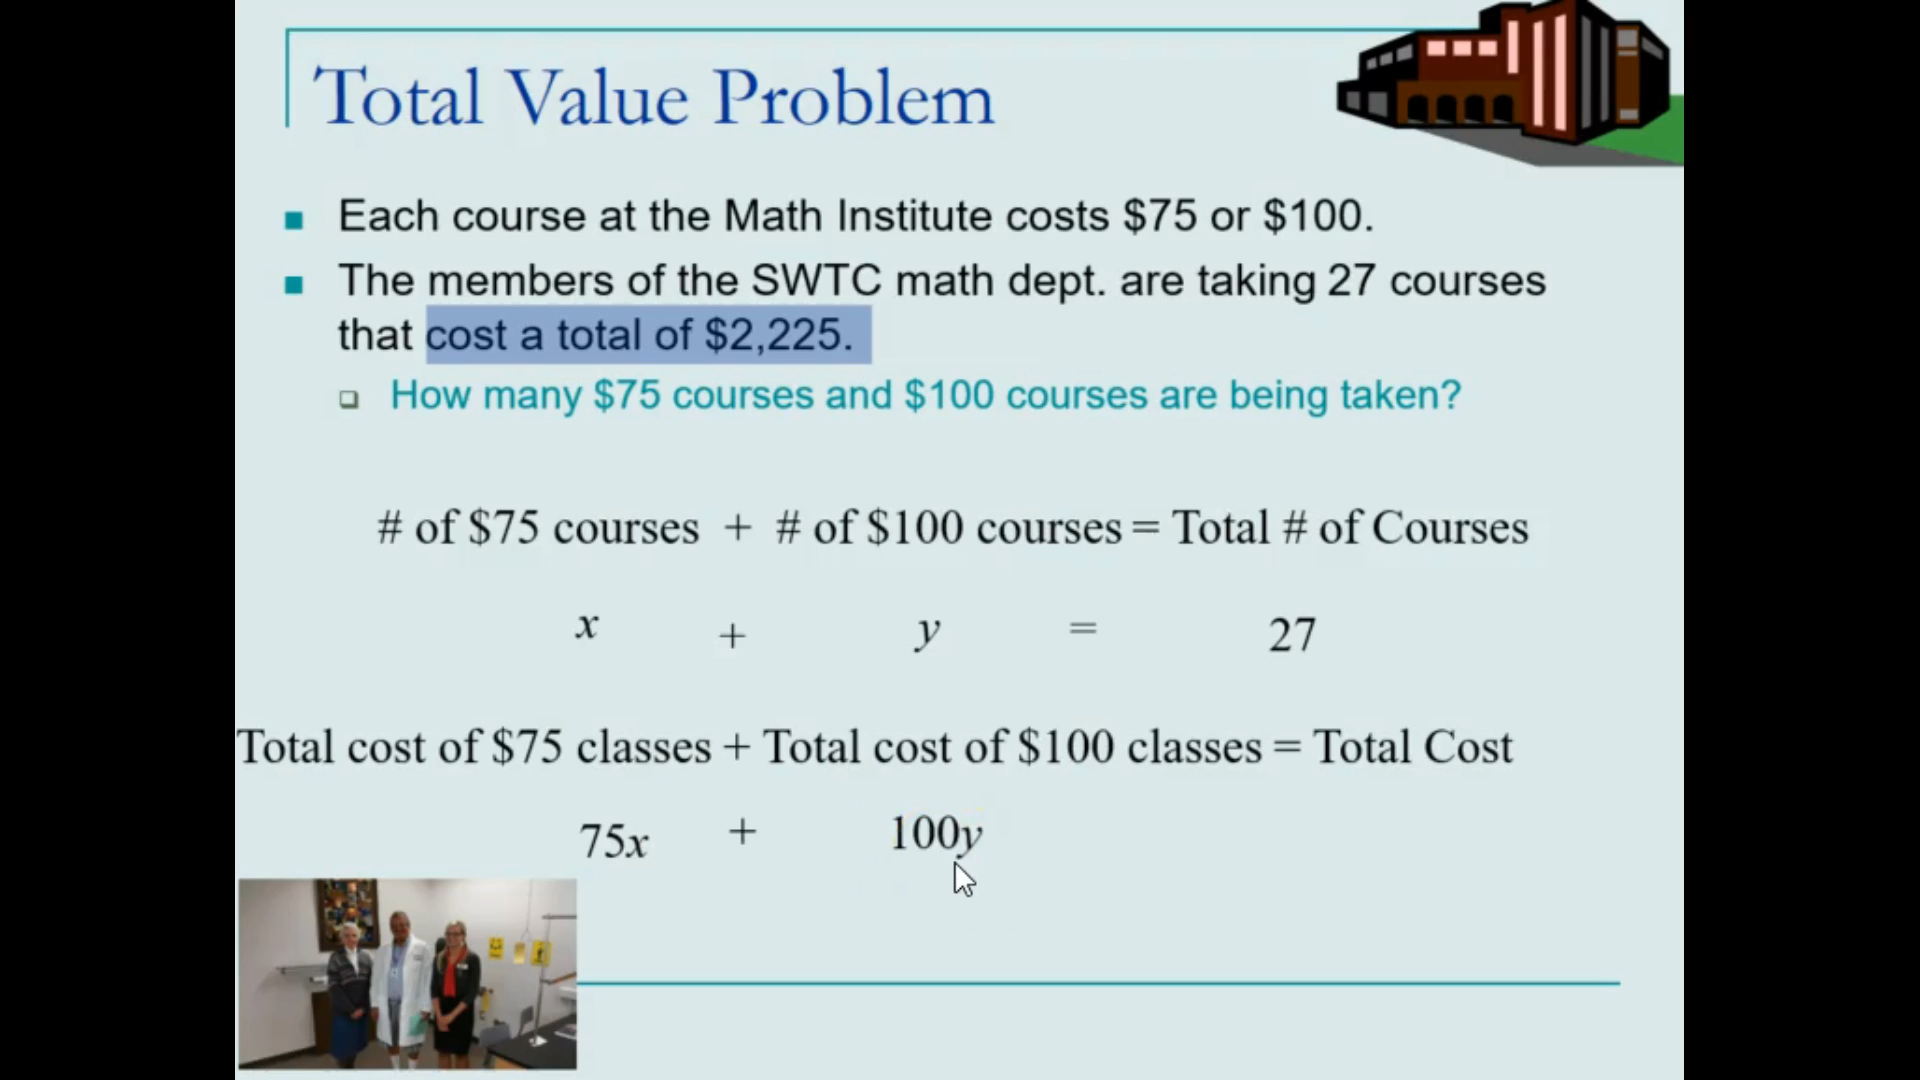 Total Value Problem
Each course at the Math Institute costs $75 or $100.
The members of the SWTC math dept. are taking 27 courses
that cost a total of $2,225.
How many $75 courses and $100 courses are being taken?
# of $75 courses + # of $100 courses = Total # of Courses
x + y = 27
Total cost of $75 classes + Total cost of $100 classes = Total Cost
75x + 100y